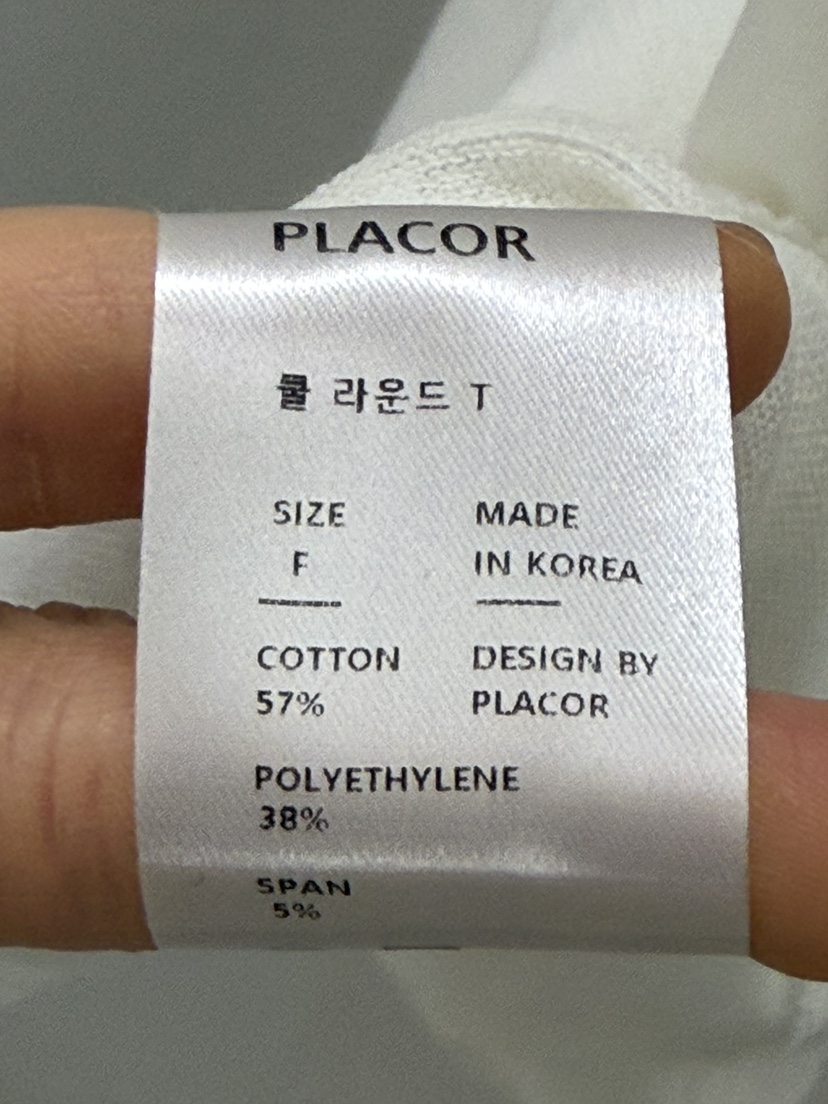 PLACOR
쿨 라운드 T
SIZE
F
MADE
IN KOREA
COTTON
57%
DESIGN BY
PLACOR
POLYETHYLENE
38%
SPAN
5%